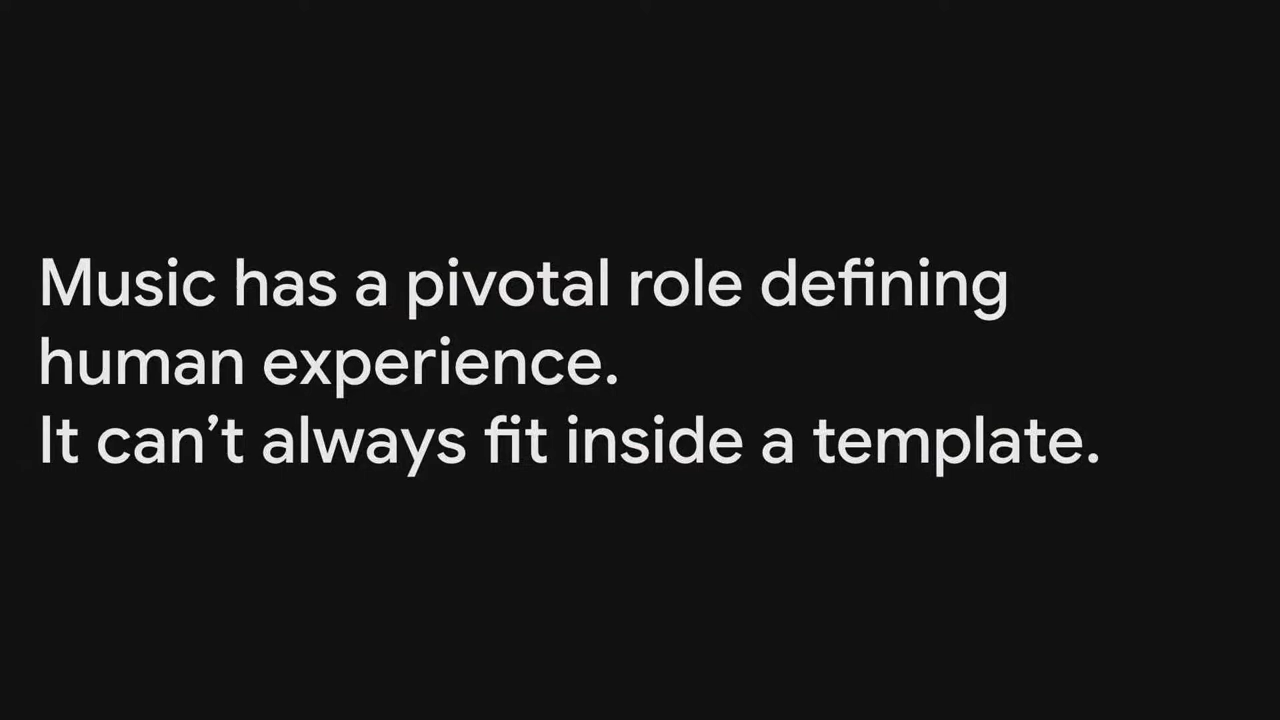 Music has a pivotal role defining
human experience.
It can’t always fit inside a template.